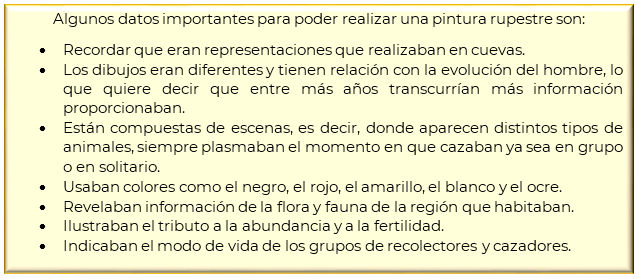 Algunos datos importantes para poder realizar una pintura rupestre son:
• Recordar que eran representaciones que realizaban en cuevas.
• Los dibujos eran diferentes y tienen relación con la evolución del hombre, lo
que quiere decir que entre más años transcurrían más información
proporcionaban.
• Están compuestas de escenas, es decir, donde aparecen distintos tipos de
animales, siempre plasmaban el momento en que cazaban ya sea en grupo
o en solitario.
• Usaban colores como el negro, el rojo, el amarillo, el blanco y el ocre.
• Revelaban información de la flora y fauna de la región que habitaban.
• Ilustraban el tributo a la abundancia y a la fertilidad.
• Indicaban el modo de vida de los grupos de recolectores y cazadores.